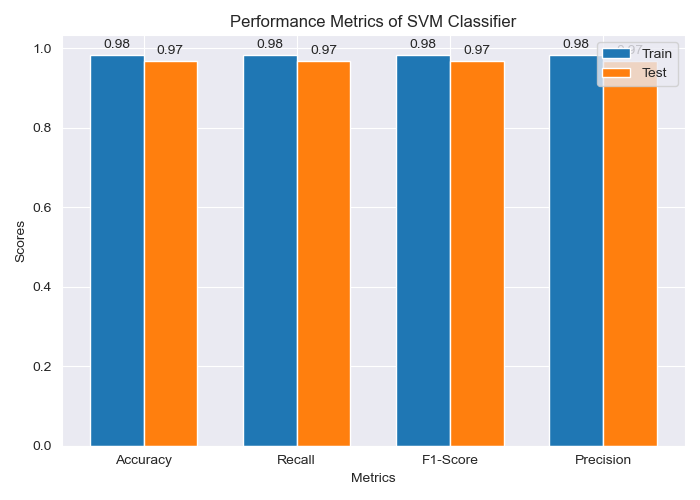 Performance Metrics of SVM Classifier
0.98 0.97 0.98 0.97 0.98 0.97 0.98 0.97
Train
Test
1.0
0.8
0.6
0.4
0.2
0.0
Scores
Accuracy Recall F1-Score Precision
Metrics